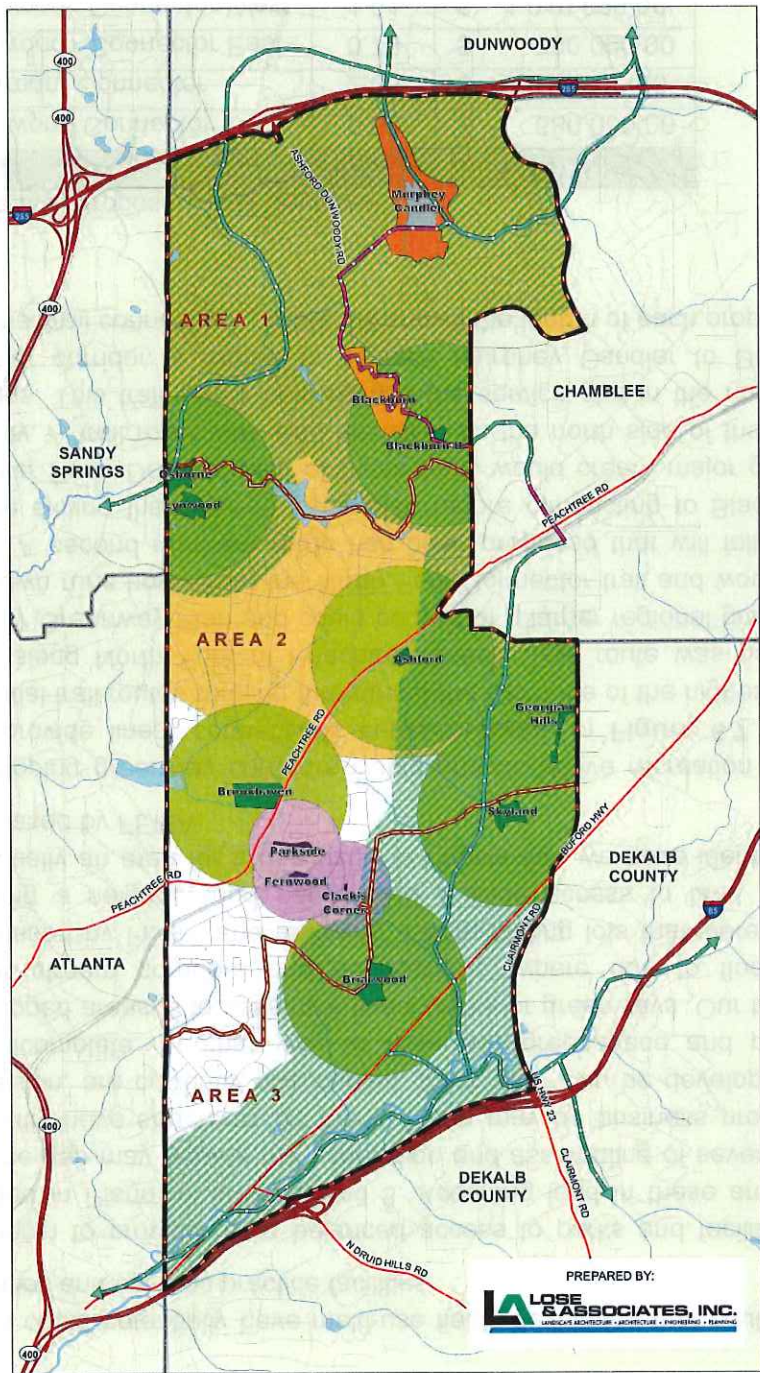 DUNWOODY
400
285
400
ASHFORD DUNWOODY RD
Murphey
Candler
285
400
AREA 1
CHAMBLEE
Blackburn
Blackburn II
SANDY
SPRINGS
Osborne
Lynwood
PEACHTREE RD
AREA 2
Ashford
PEACHTREE RD
Georgian
Hills
Brookhaven
Skyland
BUFORD HWY
Parkside
Fernwood
Clack's
Corner
DEKALB
COUNTY
PEACHTREE RD
85
CLAIRMONT RD
ATLANTA
Briarwood
AREA 3
US HWY 23
400
DEKALB
COUNTY
CLAIRMONT RD
N DRUID HILLS RD
PREPARED BY:
LA LOSE
& ASSOCIATES, INC.
LANDSCAPE ARCHITECTURE • ARCHITECTURE • ENGINEERING • PLANNING
400